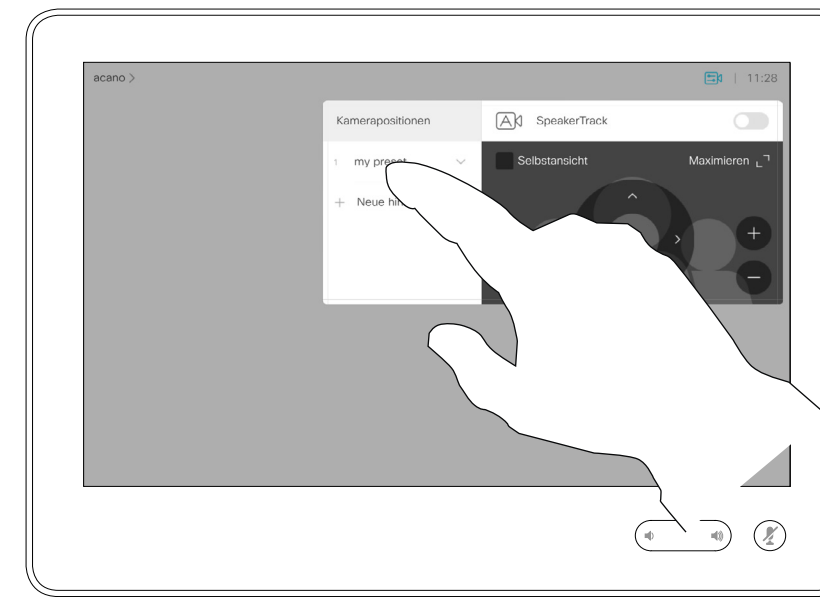 acano >
11:28
Kamerapositionen
SpeakerTrack
1 my preset
Selbstansicht
Maximieren
+ Neue